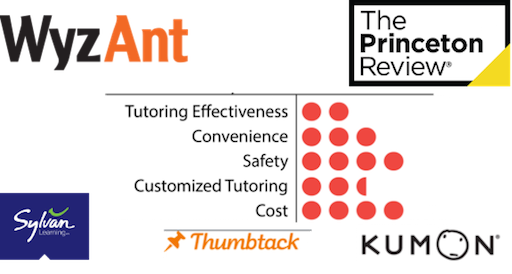 WyzAnt
The
Princeton
Review®
Tutoring Effectiveness
Convenience
Safety
Customized Tutoring
Cost
Sylvan
Learning
Thumbtack
KUMON®